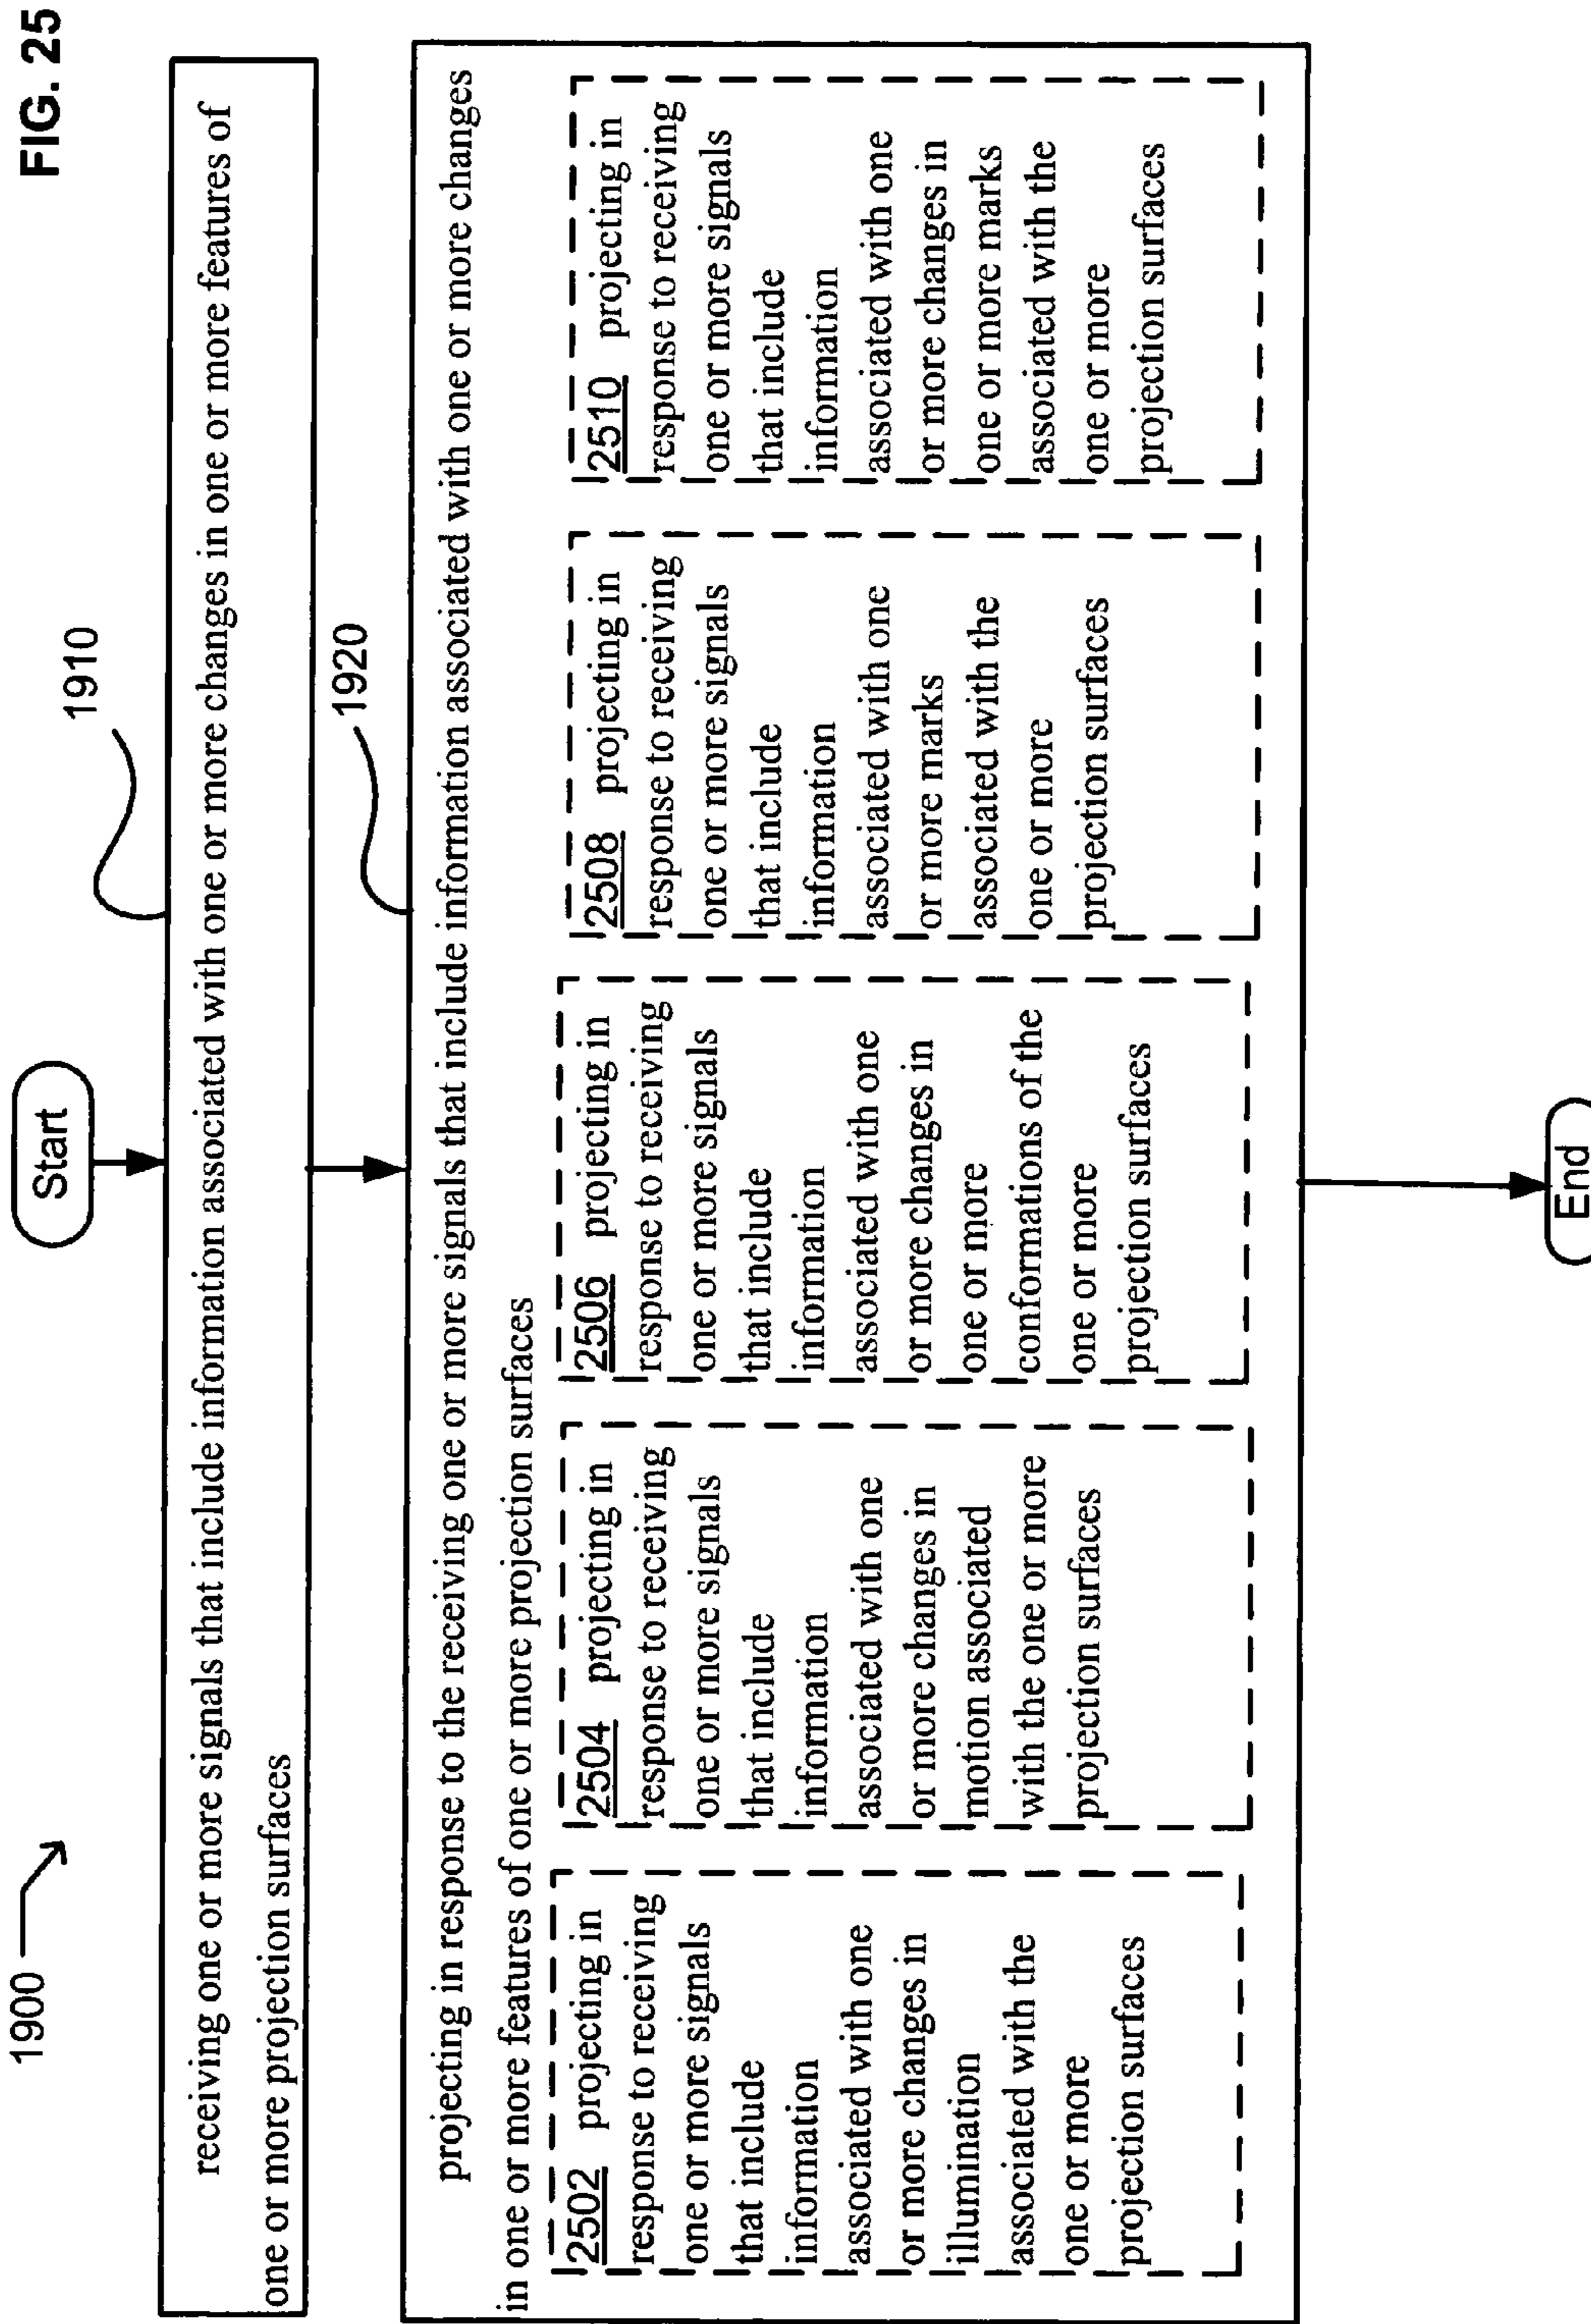 FIG. 25
1900
Start
1910
receiving one or more signals that include information associated with one or more changes in one or more features of
one or more projection surfaces
1920
projecting in response to the receiving one or more signals that include information associated with one or more changes
in one or more features of one or more projection surfaces
2502 projecting in
response to receiving
one or more signals
that include
information
associated with one
or more changes in
illumination
associated with the
one or more
projection surfaces
2504 projecting in
response to receiving
one or more signals
that include
information
associated with one
or more changes in
motion associated
with the one or more
projection surfaces
2506 projecting in
response to receiving
one or more signals
that include
information
associated with one
or more changes in
one or more
conformations of the
one or more
projection surfaces
2508 projecting in
response to receiving
one or more signals
that include
information
associated with one
or more marks
associated with the
one or more
projection surfaces
2510 projecting in
response to receiving
one or more signals
that include
information
associated with one
or more changes in
one or more marks
associated with the
one or more
projection surfaces
End